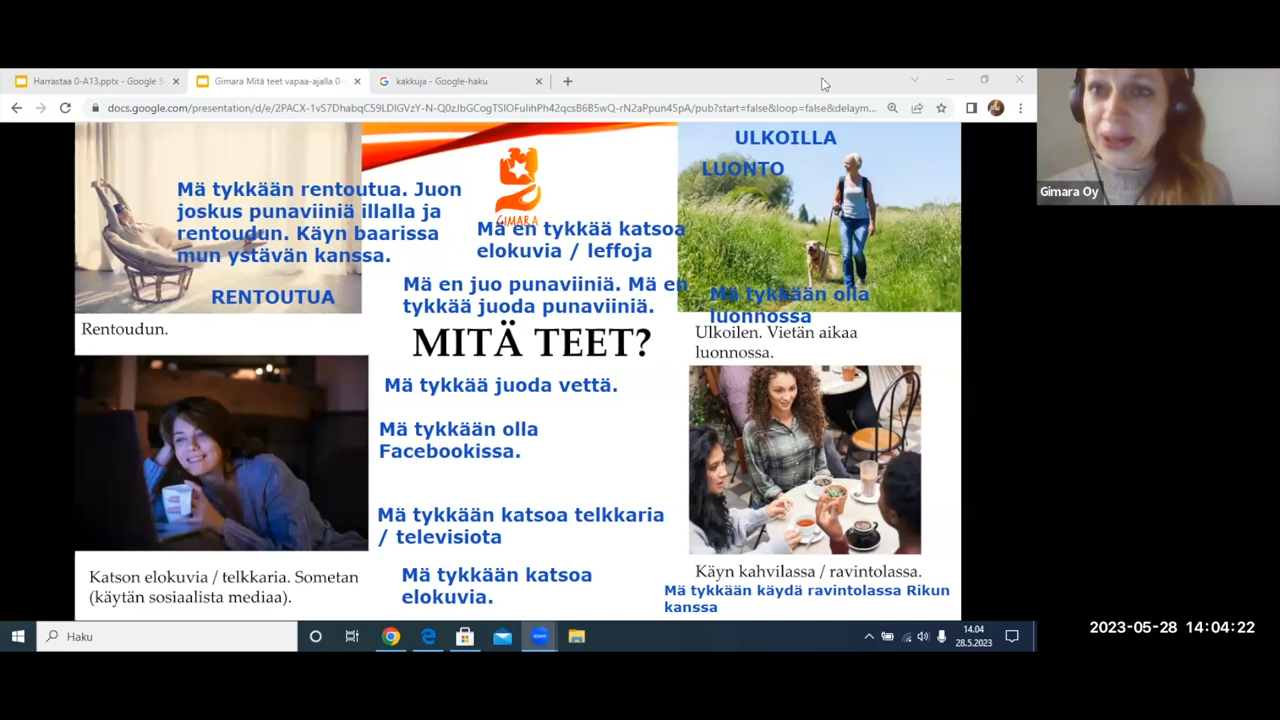 Harrastaa 0-A13.pptx - Google S
Gimara Mitä teet vapaa-ajalla 0-
kakkuja - Google-haku
docs.google.com/presentation/d/e/2PACX-1vS7DhabqC59LDIGVzY-N-Q0zJbGCogTSIOFuIihPh42qcsB6B5wQ-rN2aPpun45pA/pub?start=false&loop=false&delaym...
Gimara Oy
ULKOILLA
LUONTO
Mä tykkään rentoutua. Juon
joskus punaviiniä illalla ja
rentoudun. Käyn baarissa
mun ystävän kanssa.
RENTOUTUA
GIMARA
Mä en tykkää katsoa
elokuvia / leffoja
Mä en juo punaviiniä. Mä en
tykkää juoda punaviiniä.
Mä tykkään olla
luonnossa
Rentoudun.
MITÄ TEET?
Ulkoilen. Vietän aikaa
luonnossa.
Mä tykkää juoda vettä.
Mä tykkään olla
Facebookissa.
Mä tykkään katsoa telkkaria
/ televisiota
Mä tykkään katsoa
elokuvia.
Katson elokuvia / telkkaria. Sometan
(käytän sosiaalista mediaa).
Käyn kahvilassa / ravintolassa.
Mä tykkään käydä ravintolassa Rikun
kanssa
Haku
14.04
28.5.2023
2023-05-28 14:04:22